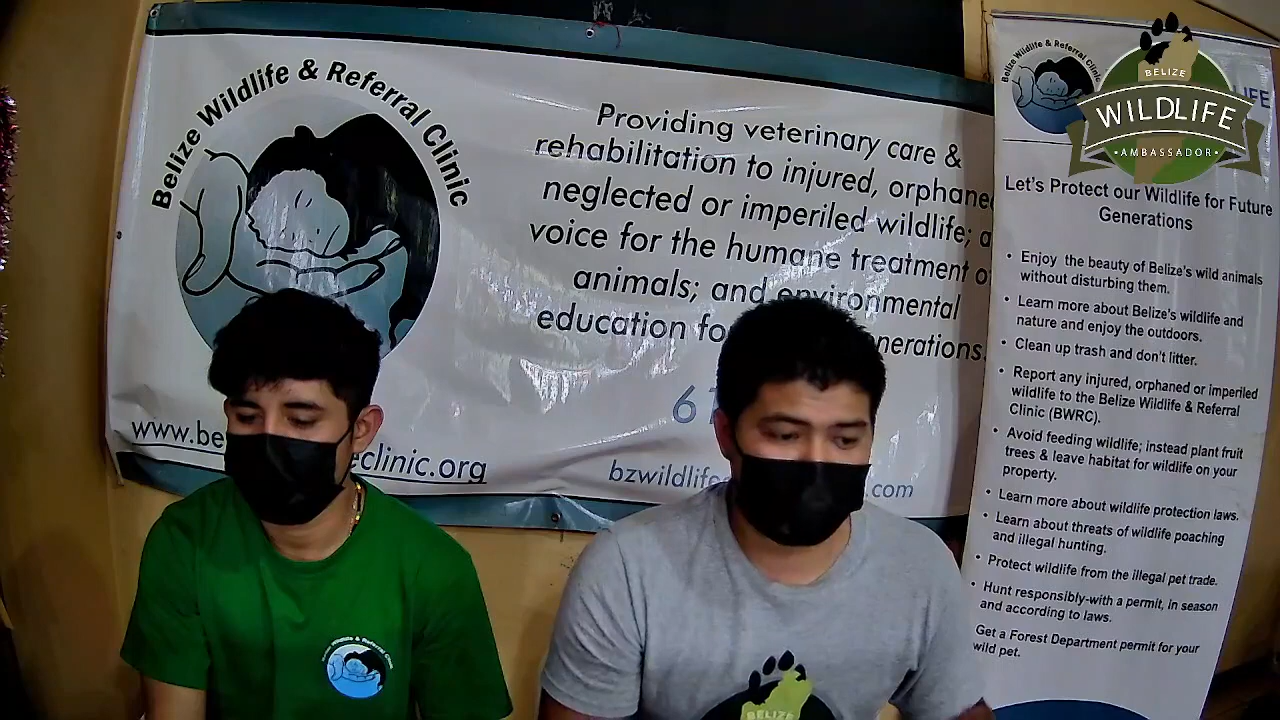 Belize Wildlife & Referral Clinic
Providing veterinary care &
rehabilitation to injured, orphaned
neglected or imperiled wildlife; a
voice for the humane treatment of
animals; and environmental
education fo
nerations.
www.be
clinic.org
bzwildlife
.com
Belize Wildlife & Referral Clinic
LIFE
BELIZE
WILDLIFE
• AMBASSADOR •
Let's Protect our Wildlife for Future
Generations
• Enjoy the beauty of Belize's wild animals
without disturbing them.
• Learn more about Belize's wildlife and
nature and enjoy the outdoors.
• Clean up trash and don't litter.
• Report any injured, orphaned or imperiled
wildlife to the Belize Wildlife & Referral
Clinic (BWRC).
• Avoid feeding wildlife; instead plant fruit
trees & leave habitat for wildlife on your
property.
• Learn more about wildlife protection laws.
• Learn about threats of wildlife poaching
and illegal hunting.
• Protect wildlife from the illegal pet trade.
• Hunt responsibly-with a permit, in season
and according to laws.
Get a Forest Department permit for your
wild pet.
Wildlife & Referral Clinic
BELIZE